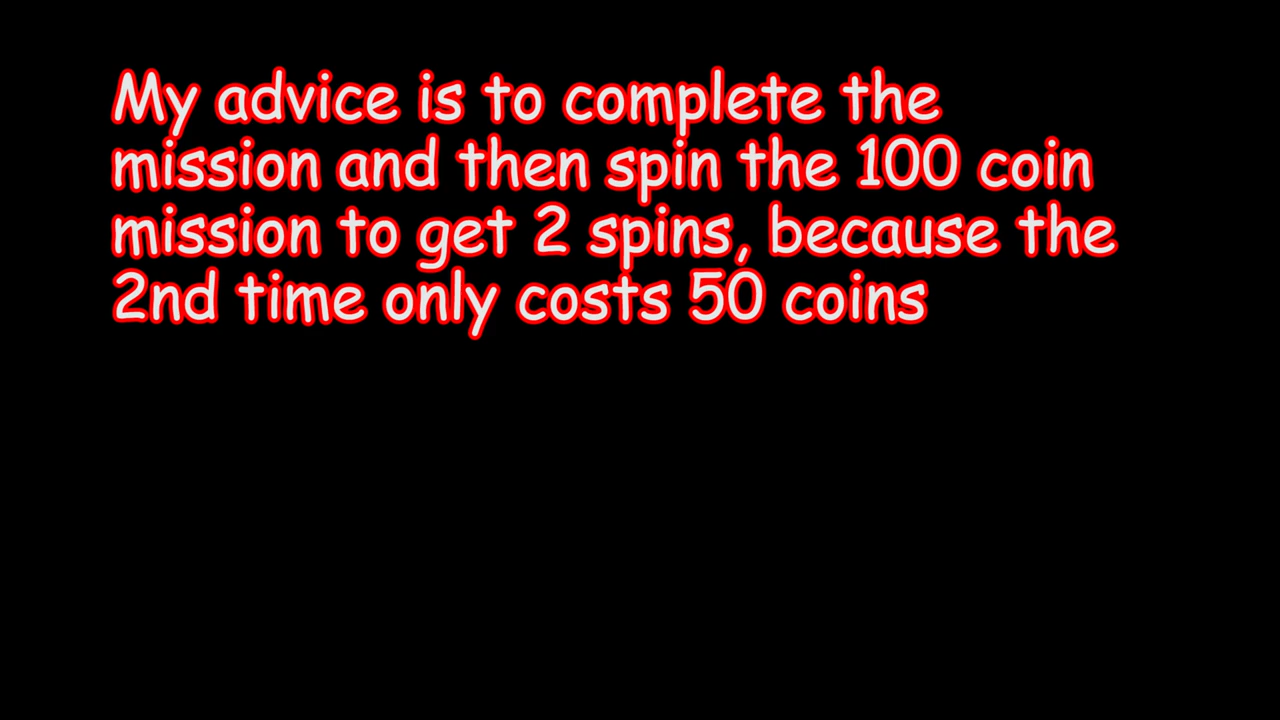 My advice is to complete the
mission and then spin the 100 coin
mission to get 2 spins, because the
2nd time only costs 50 coins